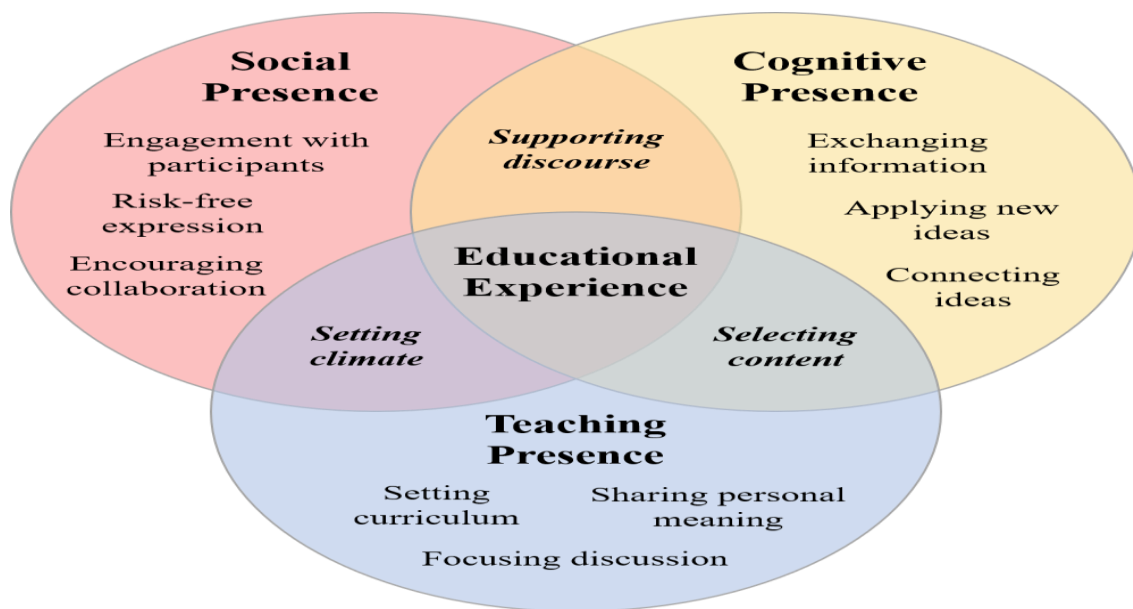 Social
Presence
Engagement with
participants
Risk-free
expression
Encouraging
collaboration
Supporting
discourse
Cognitive
Presence
Exchanging
information
Applying new
ideas
Connecting
ideas
Educational
Experience
Setting
climate
Selecting
content
Teaching
Presence
Setting
curriculum
Sharing personal
meaning
Focusing discussion